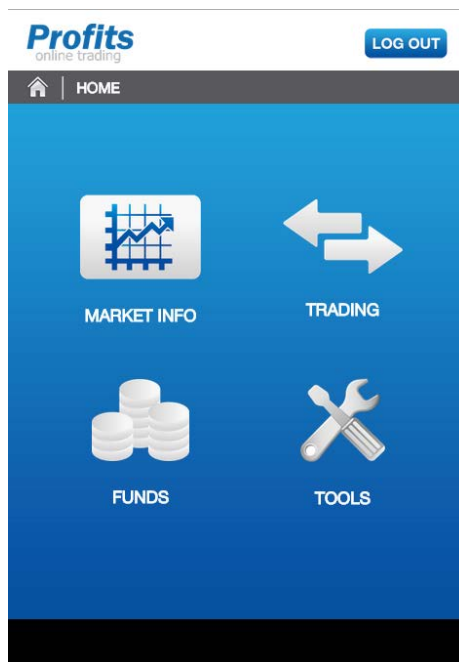 Profits
online trading
LOG OUT
HOME
MARKET INFO
TRADING
FUNDS
TOOLS